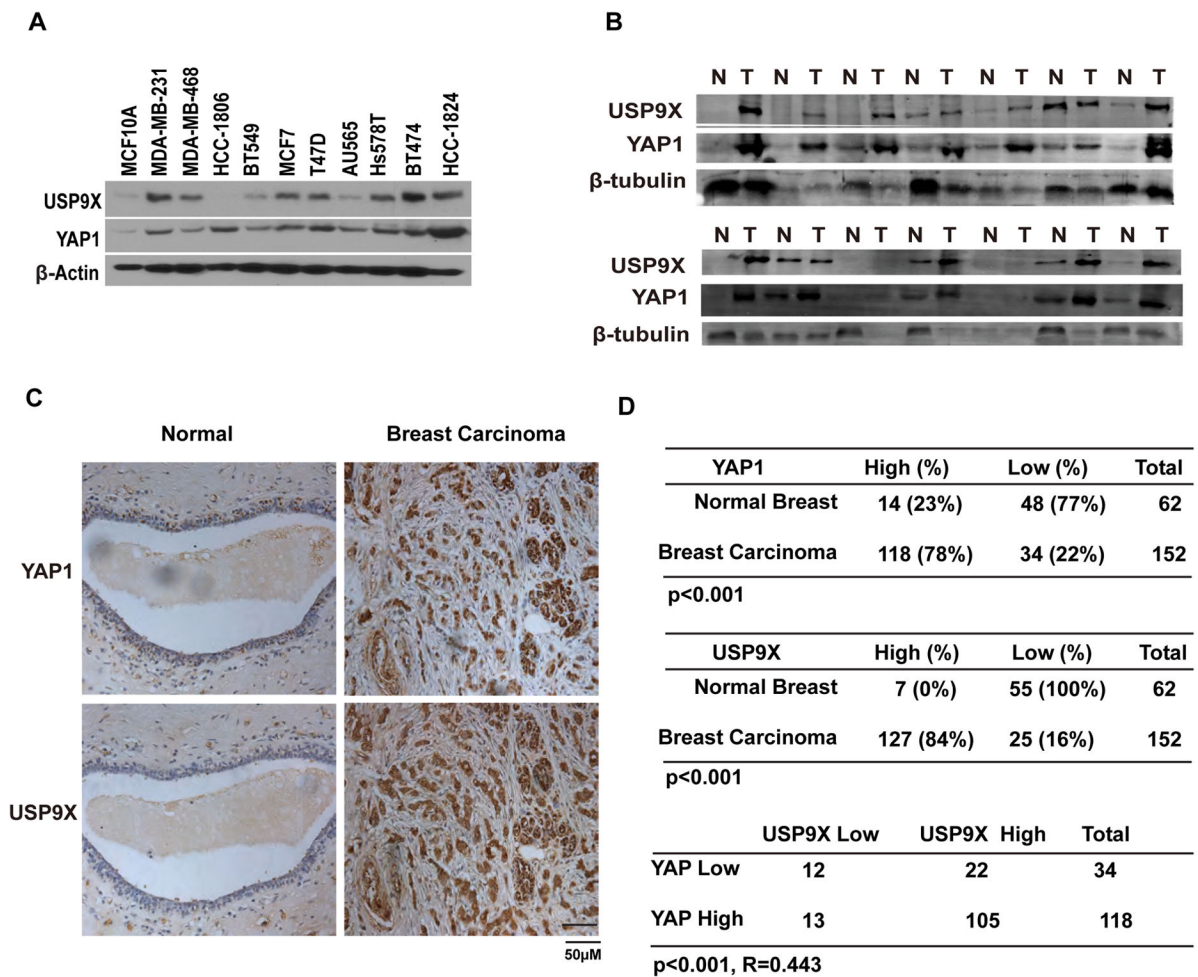 A
MCF10A
MDA-MB-231
MDA-MB-468
HCC-1806
BT549
MCF7
T47D
AU565
Hs578T
BT474
HCC-1824
USP9X
YAP1
β-Actin
B
N T N T N T N T N T N T N T
USP9X
YAP1
β-tubulin
N T N T N T N T N T N T N T
USP9X
YAP1
β-tubulin
C
Normal Breast Carcinoma
YAP1
USP9X
50μM
D
YAP1 High (%) Low (%) Total
Normal Breast 14 (23%) 48 (77%) 62
Breast Carcinoma 118 (78%) 34 (22%) 152
p<0.001
USP9X High (%) Low (%) Total
Normal Breast 7 (0%) 55 (100%) 62
Breast Carcinoma 127 (84%) 25 (16%) 152
p<0.001
USP9X Low USP9X High Total
YAP Low 12 22 34
YAP High 13 105 118
p<0.001, R=0.443